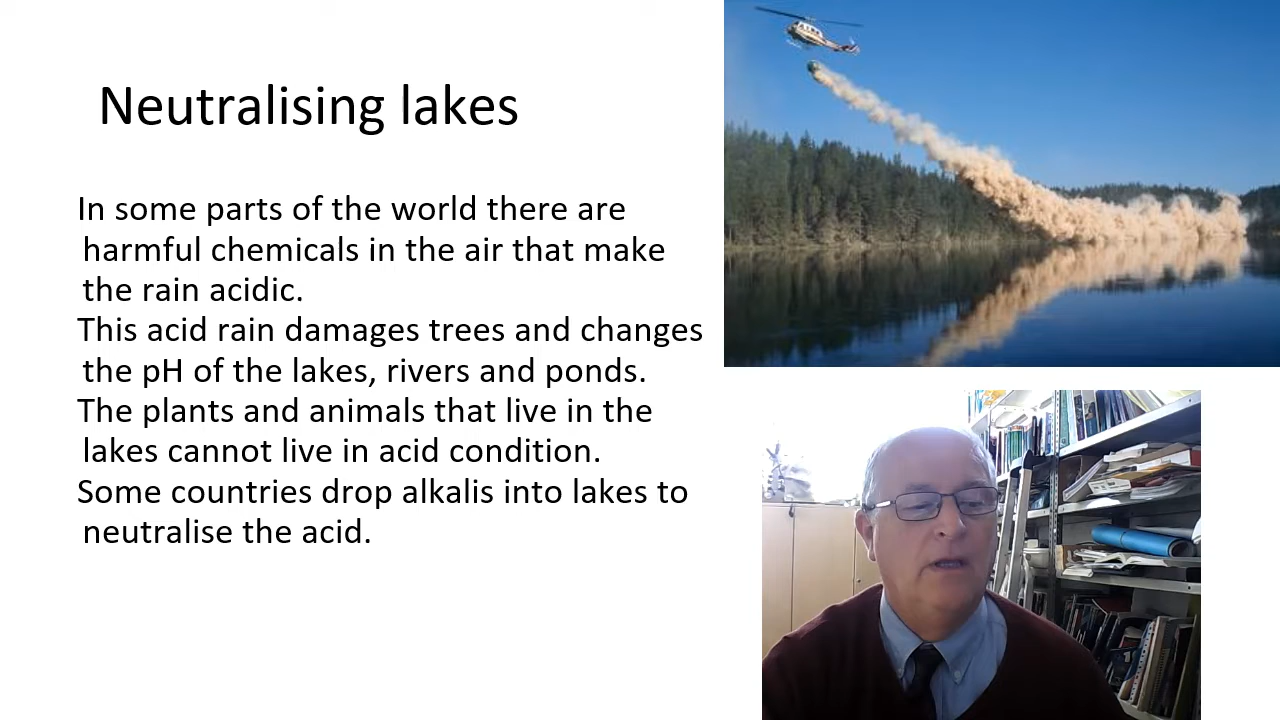 Neutralising lakes
In some parts of the world there are
harmful chemicals in the air that make
the rain acidic.
This acid rain damages trees and changes
the pH of the lakes, rivers and ponds.
The plants and animals that live in the
lakes cannot live in acid condition.
Some countries drop alkalis into lakes to
neutralise the acid.